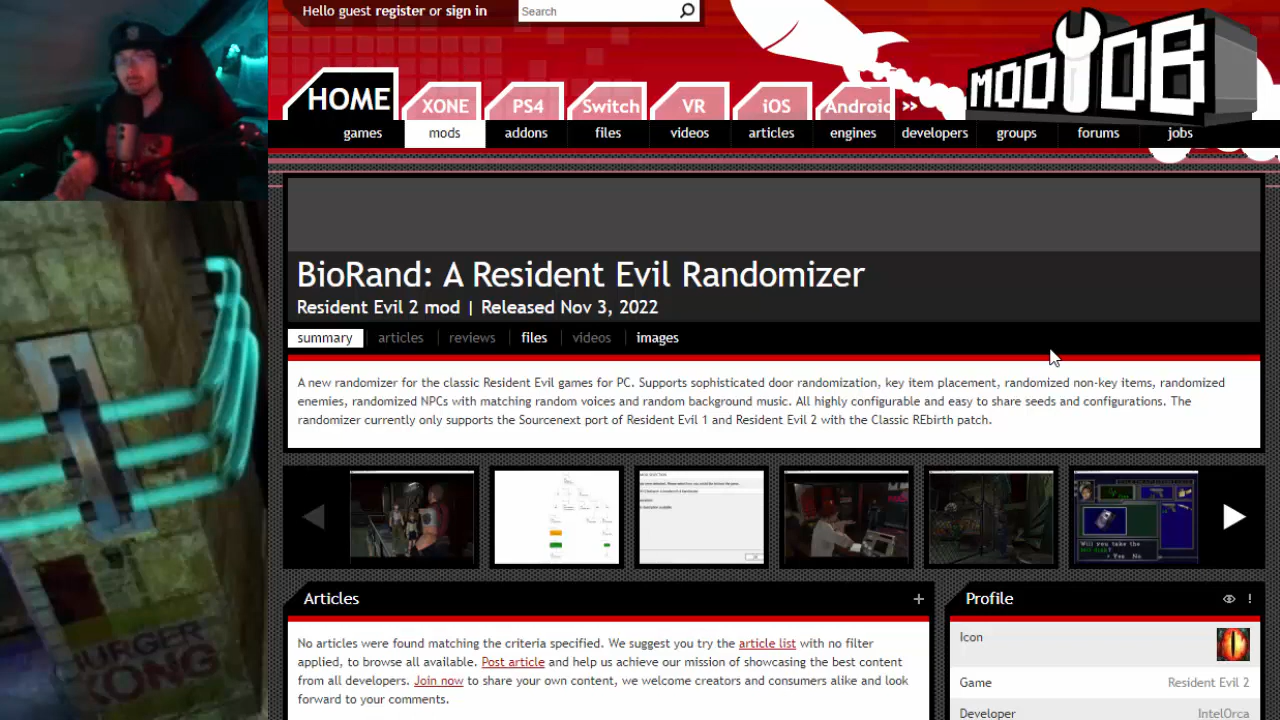 Hello guest register or sign in
Search
MODDB
HOME
XONE
PS4
Switch
VR
iOS
Android
»
games
mods
addons
files
videos
articles
engines
developers
groups
forums
jobs
BioRand: A Resident Evil Randomizer
Resident Evil 2 mod | Released Nov 3, 2022
summary
articles
reviews
files
videos
images
A new randomizer for the classic Resident Evil games for PC. Supports sophisticated door randomization, key item placement, randomized non-key items, randomized
enemies, randomized NPCs with matching random voices and random background music. All highly configurable and easy to share seeds and configurations. The
randomizer currently only supports the Sourcenext port of Resident Evil 1 and Resident Evil 2 with the Classic REbirth patch.
Will you take the
Yes No
Articles
+
Profile
!
No articles were found matching the criteria specified. We suggest you try the article list with no filter
applied, to browse all available. Post article and help us achieve our mission of showcasing the best content
from all developers. Join now to share your own content, we welcome creators and consumers alike and look
forward to your comments.
Icon
Game
Resident Evil 2
Developer
IntelOrca
BURGER
KONG